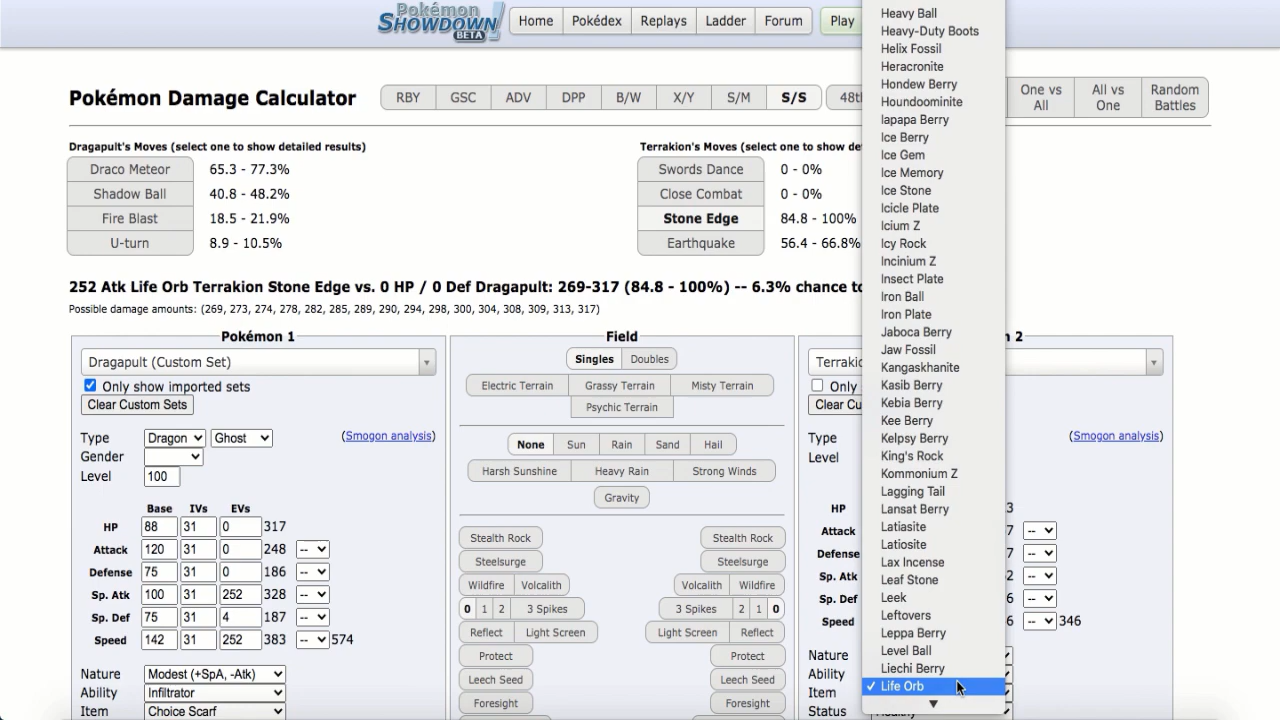 Pokémon
SHOWDOWN
BETA
Home
Pokédex
Replays
Ladder
Forum
Play
Pokémon Damage Calculator
RBY
GSC
ADV
DPP
B/W
X/Y
S/M
S/S
One vs
All
All vs
One
Random
Battles
Dragapult's Moves (select one to show detailed results)
Draco Meteor 65.3 - 77.3%
Shadow Ball 40.8 - 48.2%
Fire Blast 18.5 - 21.9%
U-turn 8.9 - 10.5%
Terrakion's Moves (select one to show
Swords Dance 0 - 0%
Close Combat 0 - 0%
Stone Edge 84.8 - 100%
Earthquake 56.4 - 66.8%
252 Atk Life Orb Terrakion Stone Edge vs. 0 HP / 0 Def Dragapult: 269-317 (84.8 - 100%) -- 6.3% chance to
Possible damage amounts: (269, 273, 274, 278, 282, 285, 289, 290, 294, 298, 300, 304, 308, 309, 313, 317)
Pokémon 1
Dragapult (Custom Set)
Only show imported sets
Clear Custom Sets
Type Dragon Ghost (Smogon analysis)
Gender
Level 100
Base IVs EVs
HP 88 31 0 317
Attack 120 31 0 248 --
Defense 75 31 0 186 --
Sp. Atk 100 31 252 328 --
Sp. Def 75 31 4 187 --
Speed 142 31 252 383 -- 574
Nature Modest (+SpA, -Atk)
Ability Infiltrator
Item Choice Scarf
Field
Singles Doubles
Electric Terrain Grassy Terrain Misty Terrain
Psychic Terrain
None Sun Rain Sand Hail
Harsh Sunshine Heavy Rain Strong Winds
Gravity
Stealth Rock Stealth Rock
Steelsurge Steelsurge
Wildfire Volcalith Volcalith Wildfire
0 1 2 3 Spikes 3 Spikes 2 1 0
Reflect Light Screen Light Screen Reflect
Protect Protect
Leech Seed Leech Seed
Foresight Foresight
2
Only
(Smogon analysis)
Type
Level
HP
Attack --
Defense --
Sp. Atk --
Sp. Def --
Speed -- 346
Nature
Ability
Item
Status
Heavy Ball
Heavy-Duty Boots
Helix Fossil
Heracronite
Hondew Berry
Houndoominite
Iapapa Berry
Ice Berry
Ice Gem
Ice Memory
Ice Stone
Icicle Plate
Icium Z
Icy Rock
Incinium Z
Insect Plate
Iron Ball
Iron Plate
Jaboca Berry
Jaw Fossil
Kangaskhanite
Kasib Berry
Kebia Berry
Kee Berry
Kelpsy Berry
King's Rock
Kommonium Z
Lagging Tail
Lansat Berry
Latiasite
Latiosite
Lax Incense
Leaf Stone
Leek
Leftovers
Leppa Berry
Level Ball
Liechi Berry
✓ Life Orb